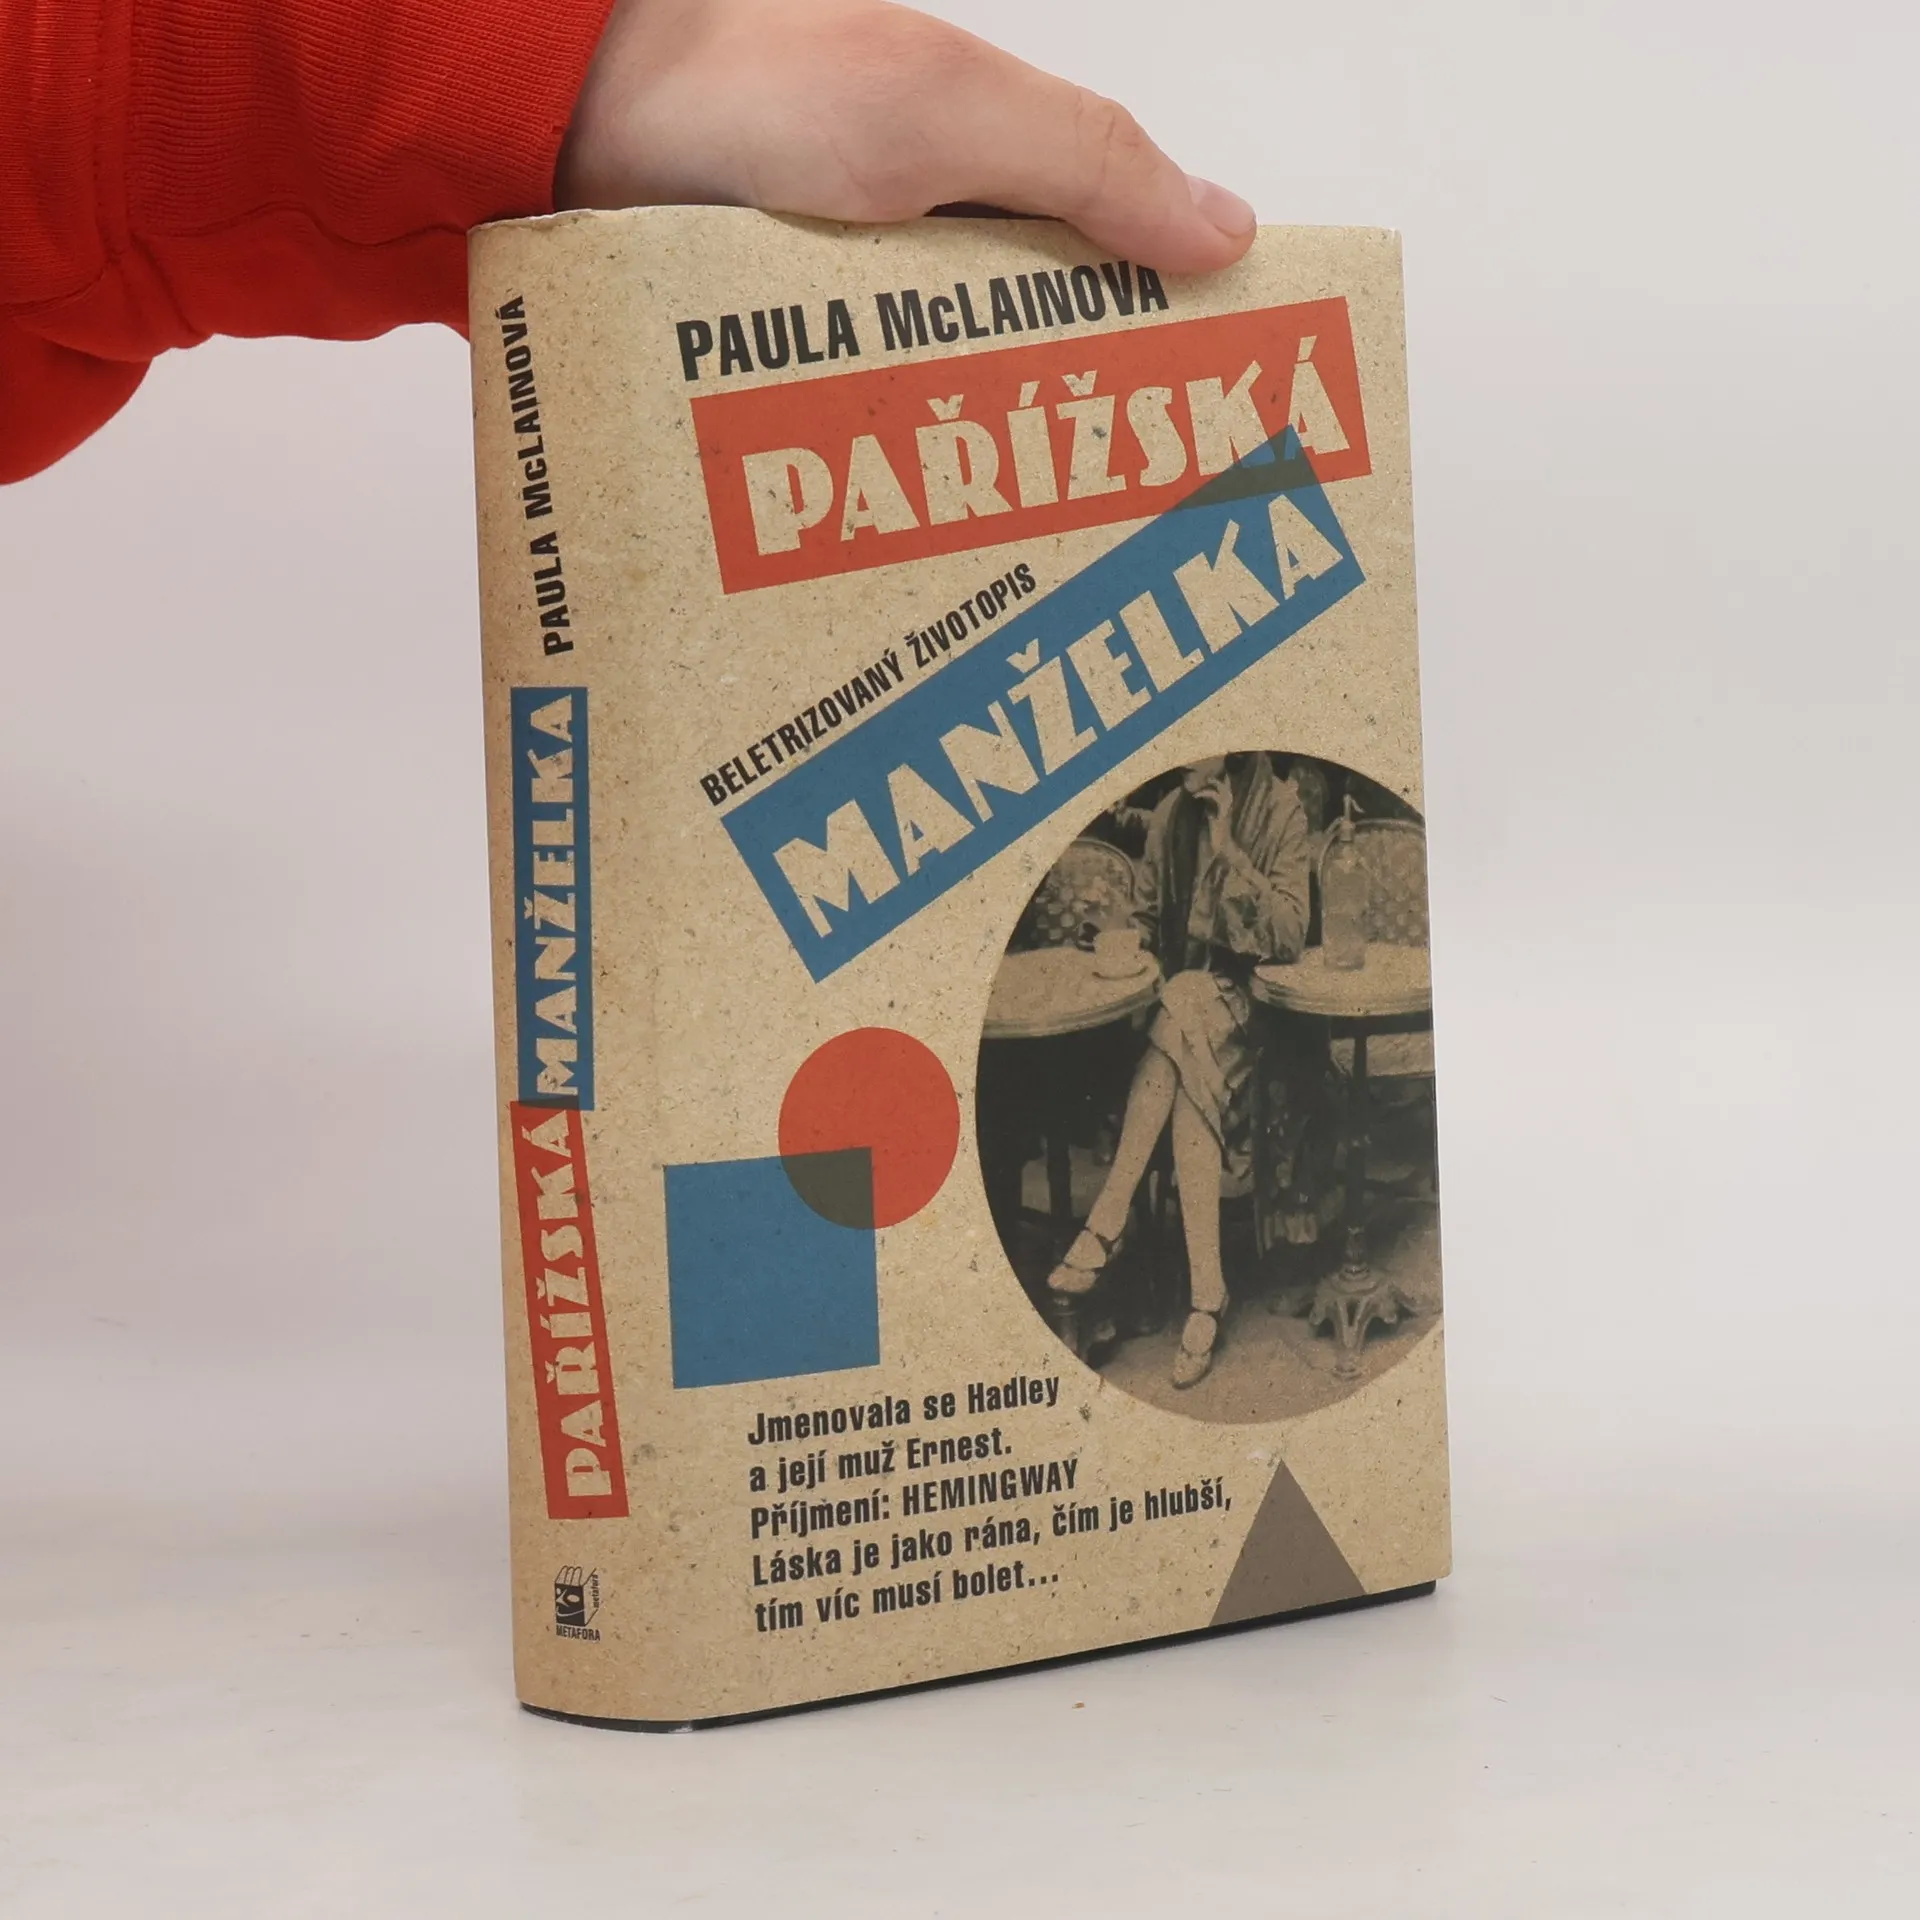 PAULA McLAINOVÁ
PAŘÍŽSKÁ
BELETRIZOVANÝ ŽIVOTOPIS
MANŽELKA
Jmenovala se Hadley
a její muž Ernest.
Příjmení: HEMINGWAY
Láska je jako rána, čím je hlubší,
tím víc musí bolet...
PAULA McLAINOVÁ
PAŘÍŽSKÁ MANŽELKA
metafora
METAFORA